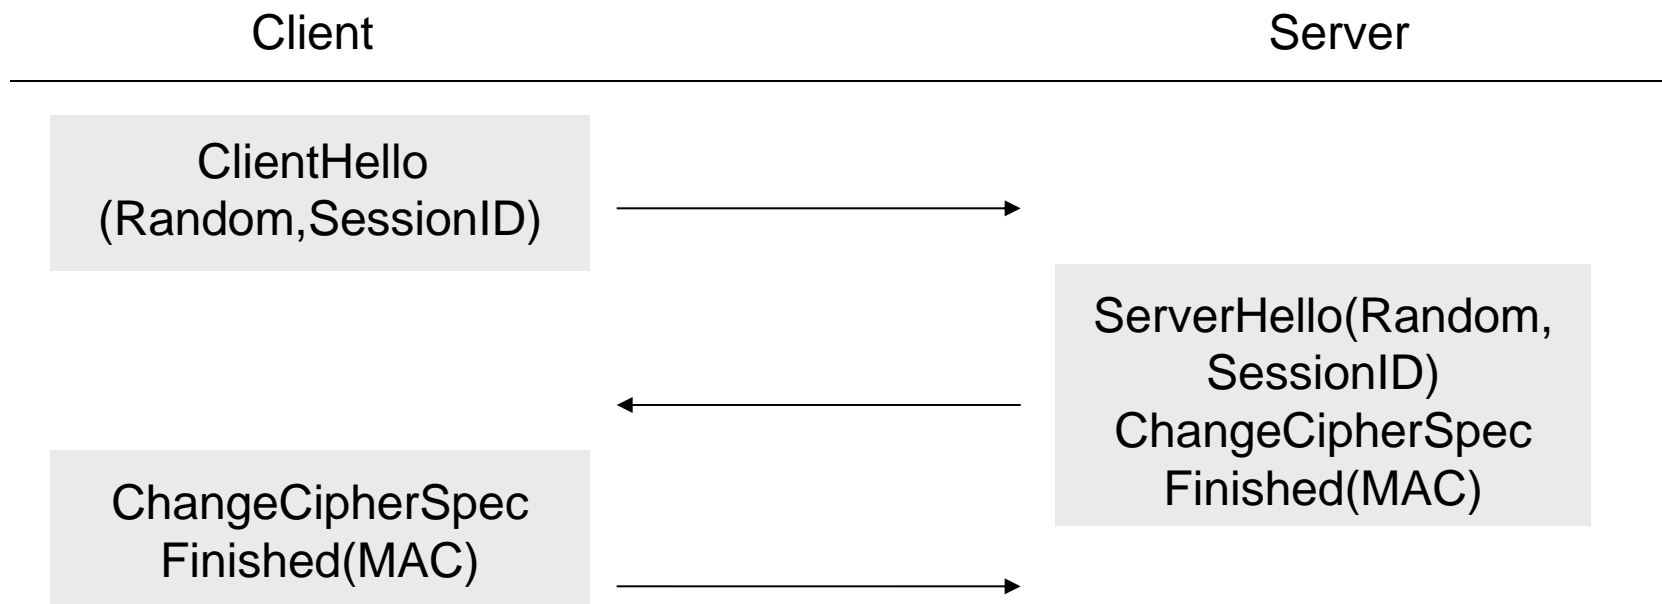 Client
Server
ClientHello
(Random,SessionID)
ServerHello(Random,
SessionID)
ChangeCipherSpec
Finished(MAC)
ChangeCipherSpec
Finished(MAC)